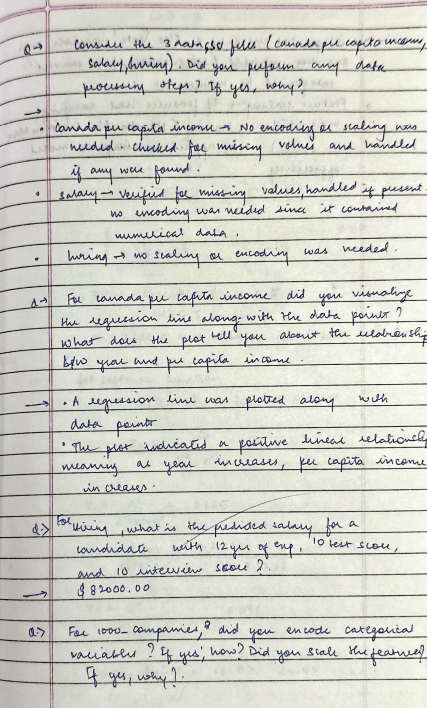 Q→ Consider the 3 data set files (canada per capita income,
salary, hiring). Did you perform any data
processing steps? If yes, why?
→
• Canada per capita income → No encoding or scaling was
needed checked for missing values and handled
if any were found.
• Salary → verified for missing values, handled if present.
no encoding was needed since it contained
numerical data.
• hiring → no scaling or encoding was needed.
Q→ For canada per capita income did you visualize
the regression line along with the data points?
What does the plot tell you about the relationship
b/w year and per capita income.
→ • A regression line was plotted along with
data points
• The plot indicated a positive linear relationship
meaning as year increases, per capita income
increases.
Q:> For Hiring, what is the predicted salary for a
candidate with 12 yrs of exp, 10 test score,
and 10 interview score?
→ $ 82000.00
Q:> For 1000_companies, did you encode categorical
variables? If yes, how? Did you scale the features?
If yes, why?